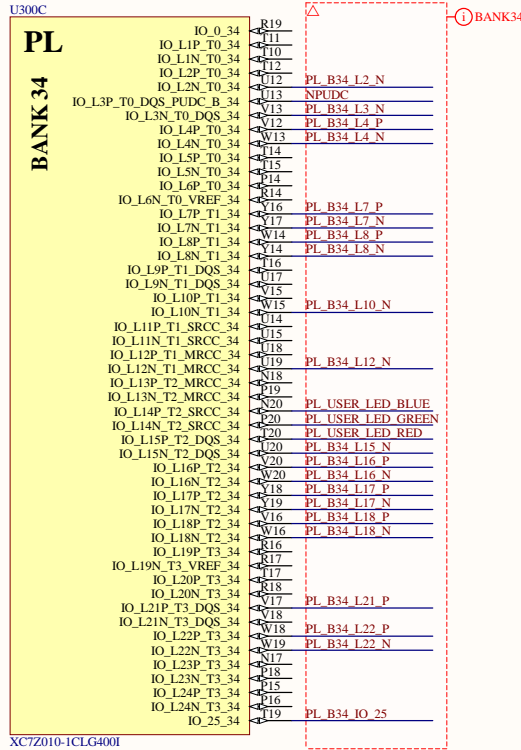 U300C
PL
BANK 34
BANK34
IO_0_34 R19
IO_L1P_T0_34 T11
IO_L1N_T0_34 T10
IO_L2P_T0_34 T12
IO_L2N_T0_34 U12 PL_B34_L2_N
IO_L3P_T0_DQS_PUDC_B_34 U13 NPUDC
IO_L3N_T0_DQS_34 V13 PL_B34_L3_N
IO_L4P_T0_34 V12 PL_B34_L4_P
IO_L4N_T0_34 W13 PL_B34_L4_N
IO_L5P_T0_34 T14
IO_L5N_T0_34 T15
IO_L6P_T0_34 P14
IO_L6N_T0_VREF_34 R14
IO_L7P_T1_34 Y16 PL_B34_L7_P
IO_L7N_T1_34 Y17 PL_B34_L7_N
IO_L8P_T1_34 W14 PL_B34_L8_P
IO_L8N_T1_34 Y14 PL_B34_L8_N
IO_L9P_T1_DQS_34 T16
IO_L9N_T1_DQS_34 U17
IO_L10P_T1_34 V15
IO_L10N_T1_34 W15 PL_B34_L10_N
IO_L11P_T1_SRCC_34 U14
IO_L11N_T1_SRCC_34 U15
IO_L12P_T1_MRCC_34 U18
IO_L12N_T1_MRCC_34 U19 PL_B34_L12_N
IO_L13P_T2_MRCC_34 N18
IO_L13N_T2_MRCC_34 P19
IO_L14P_T2_SRCC_34 N20 PL_USER_LED_BLUE
IO_L14N_T2_SRCC_34 P20 PL_USER_LED_GREEN
IO_L15P_T2_DQS_34 T20 PL_USER_LED_RED
IO_L15N_T2_DQS_34 U20 PL_B34_L15_N
IO_L16P_T2_34 V20 PL_B34_L16_P
IO_L16N_T2_34 W20 PL_B34_L16_N
IO_L17P_T2_34 Y18 PL_B34_L17_P
IO_L17N_T2_34 Y19 PL_B34_L17_N
IO_L18P_T2_34 V16 PL_B34_L18_P
IO_L18N_T2_34 W16 PL_B34_L18_N
IO_L19P_T3_34 R16
IO_L19N_T3_VREF_34 R17
IO_L20P_T3_34 T17
IO_L20N_T3_34 R18
IO_L21P_T3_DQS_34 V17 PL_B34_L21_P
IO_L21N_T3_DQS_34 V18
IO_L22P_T3_34 W18 PL_B34_L22_P
IO_L22N_T3_34 W19 PL_B34_L22_N
IO_L23P_T3_34 N17
IO_L23N_T3_34 P18
IO_L24P_T3_34 P15
IO_L24N_T3_34 P16
IO_25_34 T19 PL_B34_IO_25
XC7Z010-1CLG400I